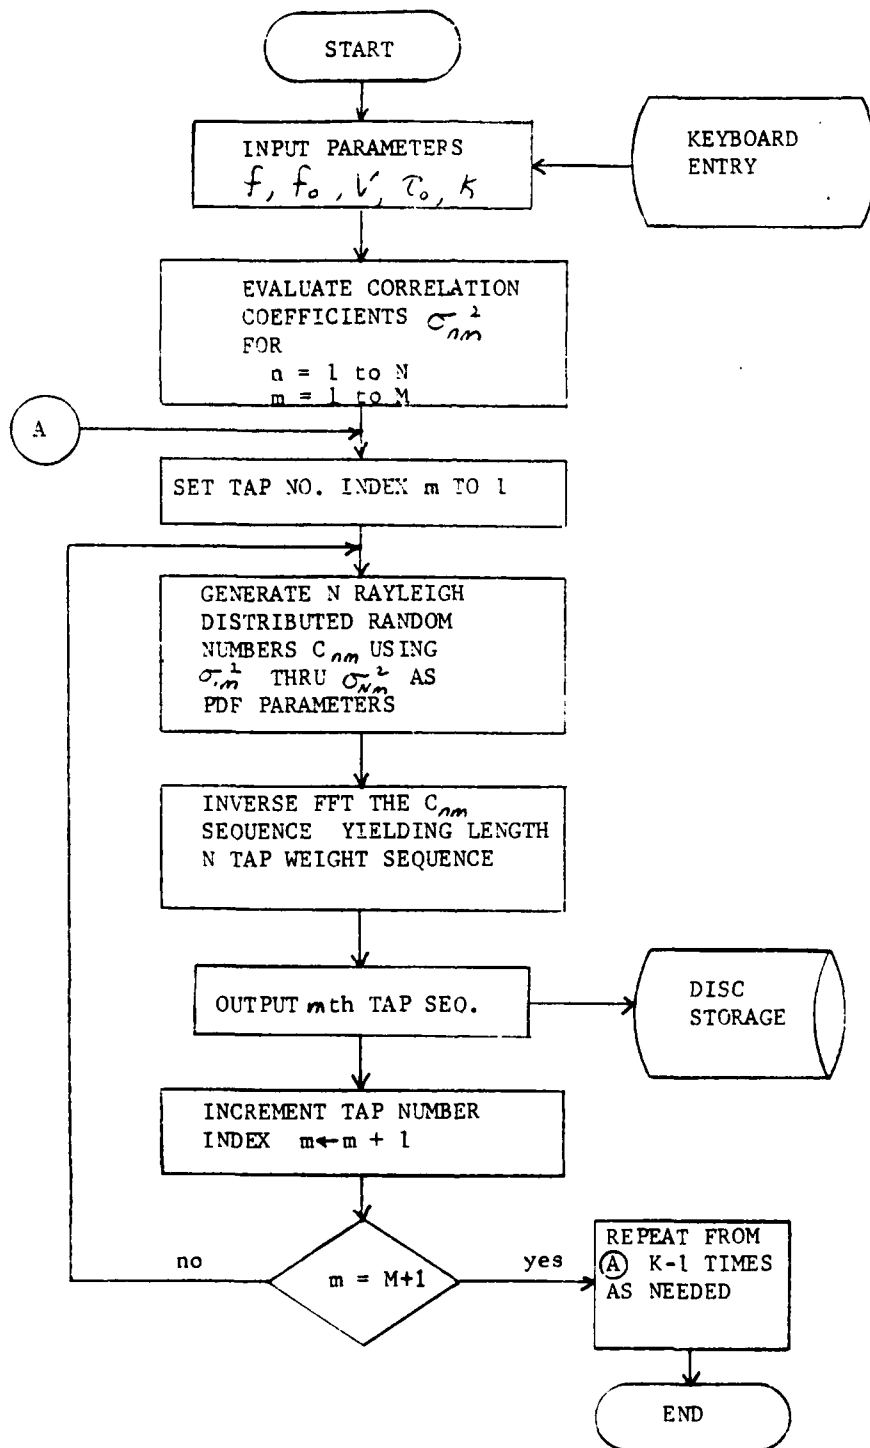 START
INPUT PARAMETERS
f, f₀, V, τ₀, K
KEYBOARD
ENTRY
EVALUATE CORRELATION
COEFFICIENTS σnm²
FOR
n = 1 to N
m = 1 to M
A
SET TAP NO. INDEX m TO 1
GENERATE N RAYLEIGH
DISTRIBUTED RANDOM
NUMBERS Cnm USING
σ1m² THRU σNm² AS
PDF PARAMETERS
INVERSE FFT THE Cnm
SEQUENCE YIELDING LENGTH
N TAP WEIGHT SEQUENCE
OUTPUT mth TAP SEQ.
DISC
STORAGE
INCREMENT TAP NUMBER
INDEX m←m + 1
no
m = M+1
yes
REPEAT FROM
Ⓐ K-1 TIMES
AS NEEDED
END